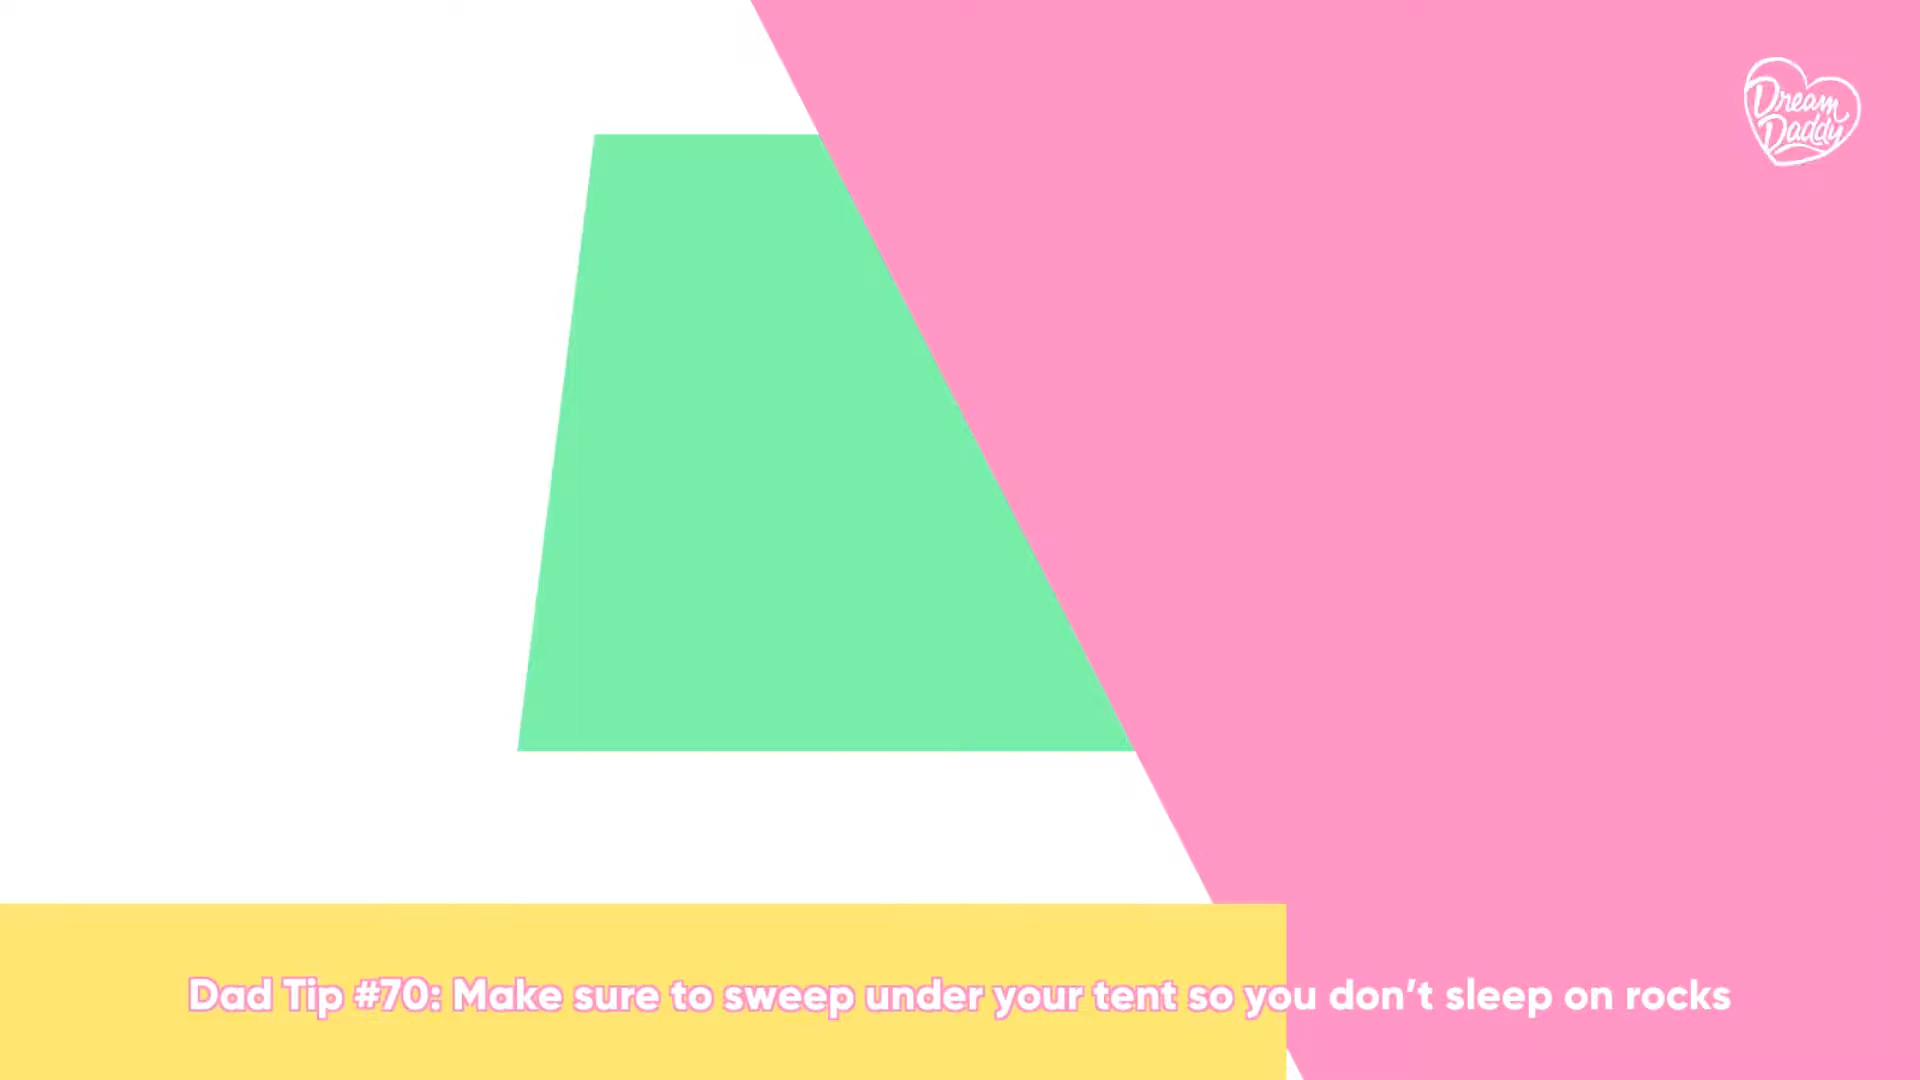 Dream
Daddy
Dad Tip #70: Make sure to sweep under your tent so you don’t sleep on rocks